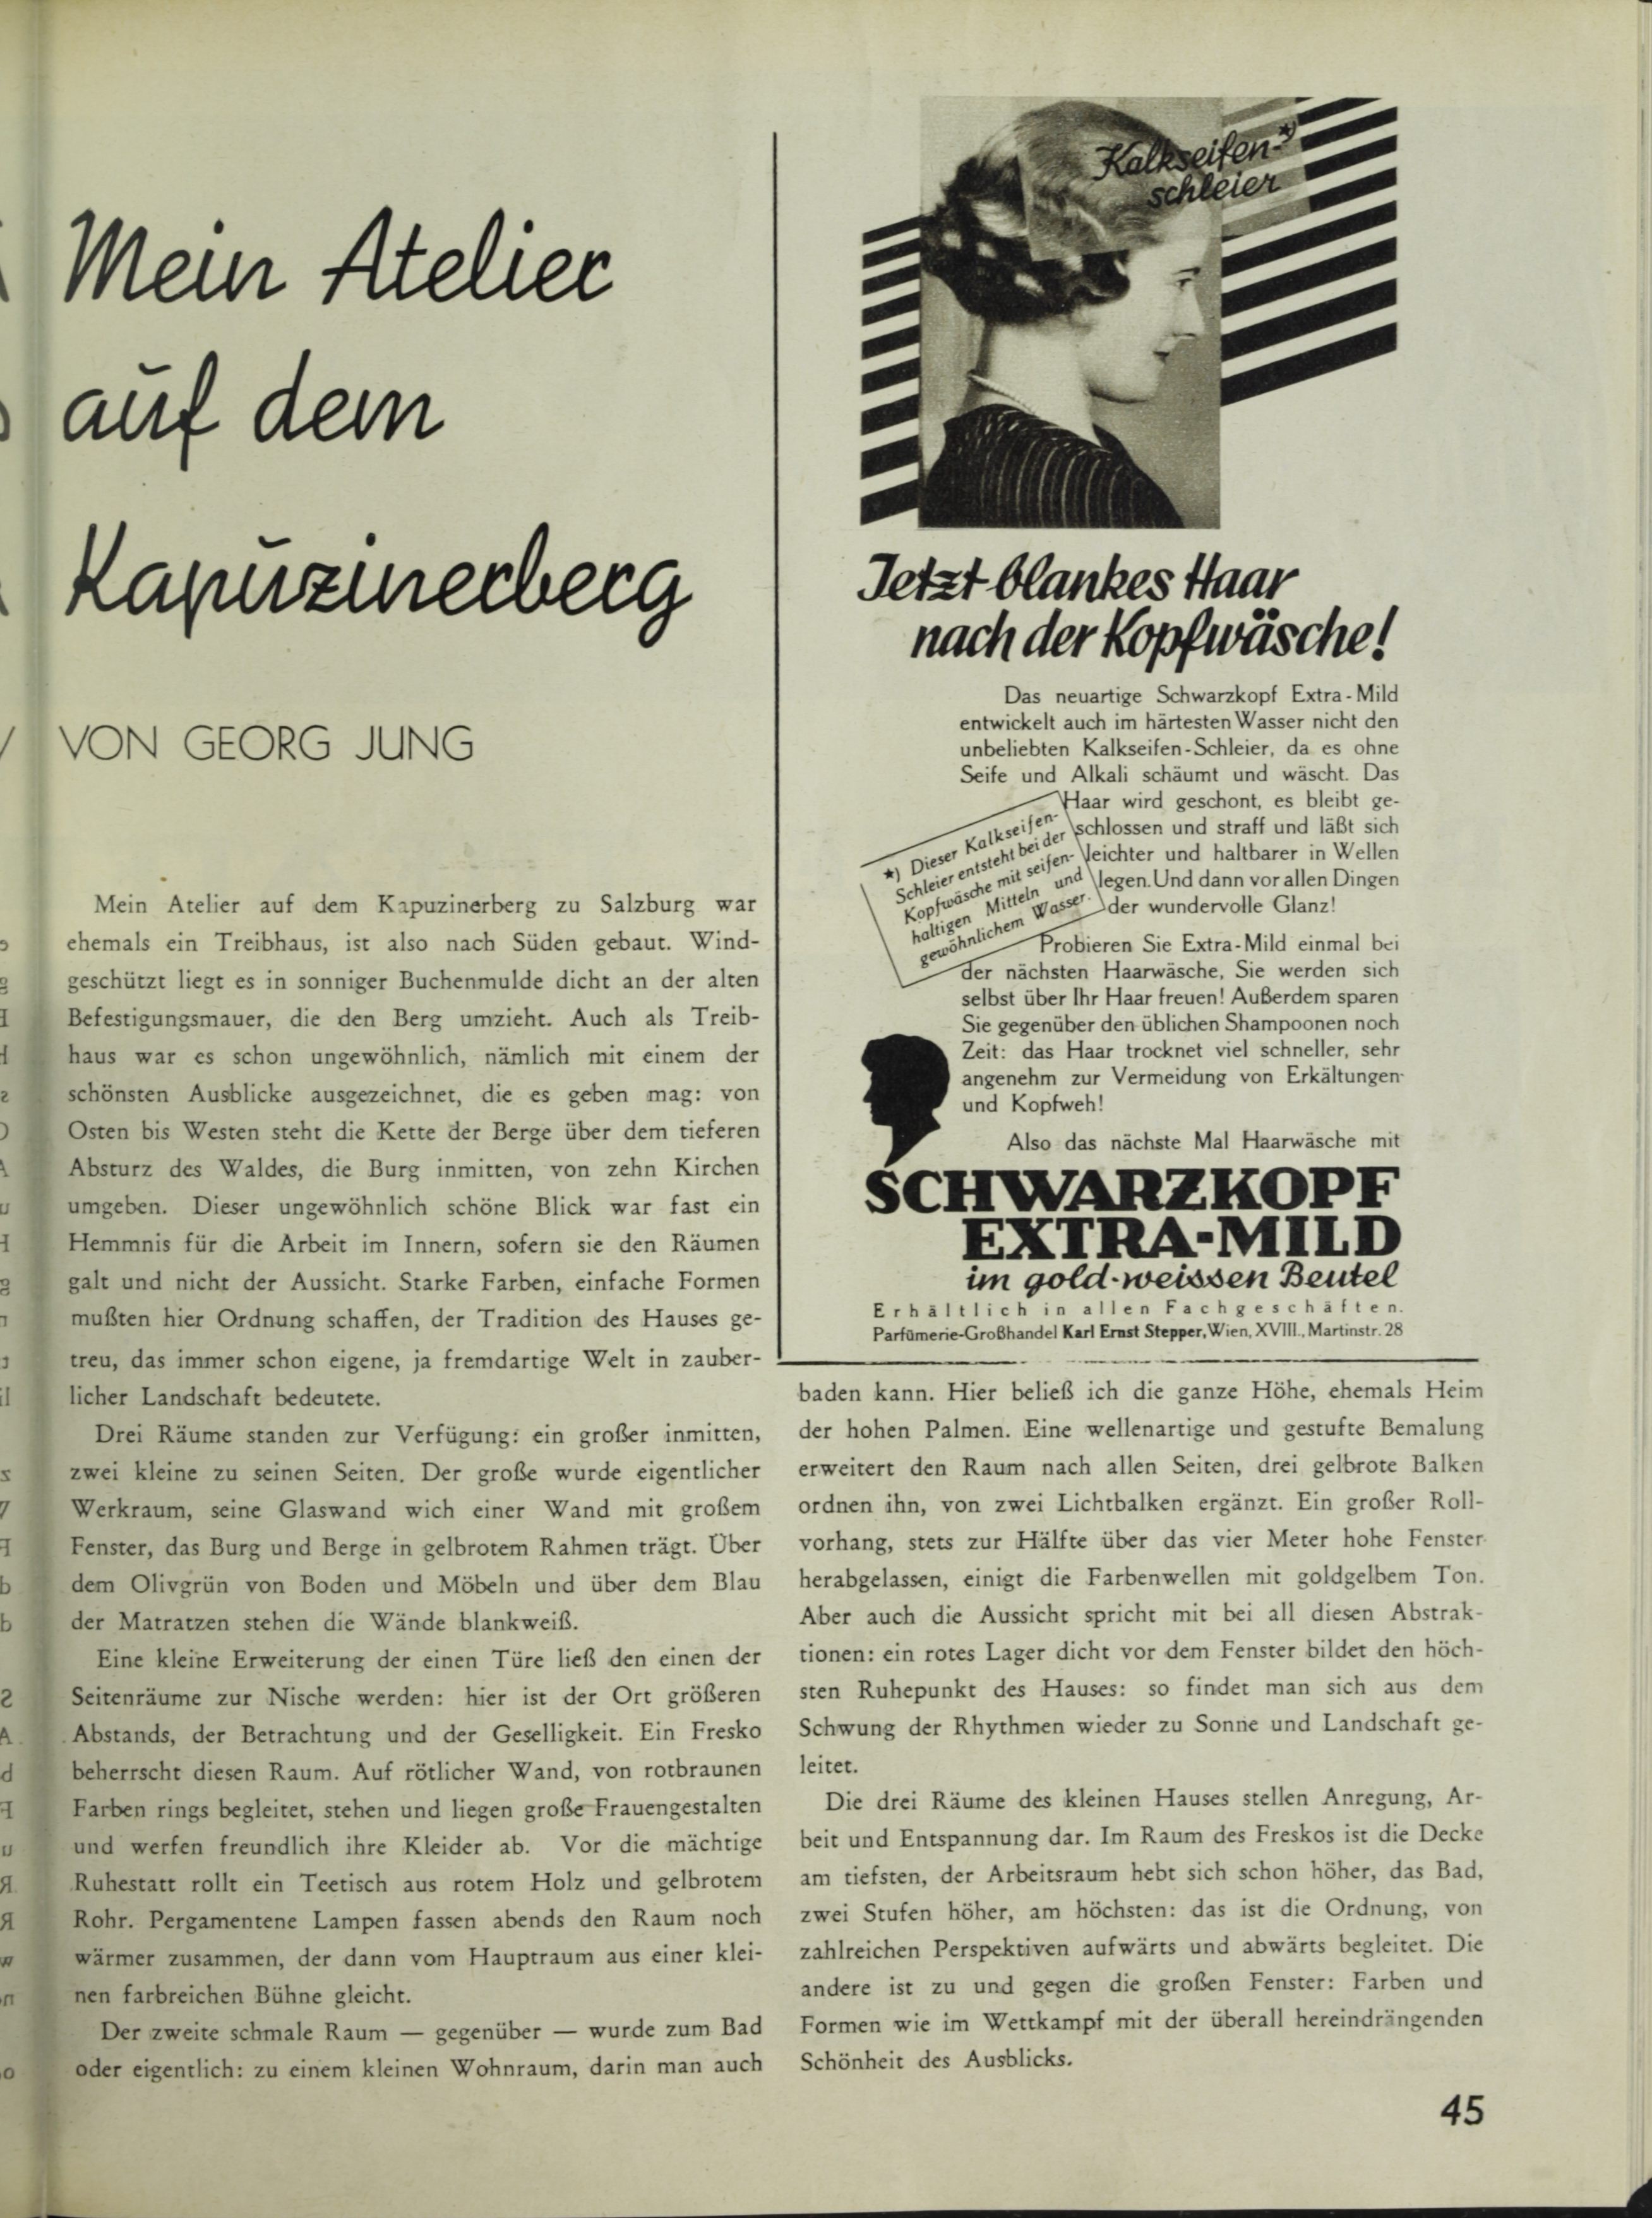 Mein Atelier
auf dem
Kapuzinerberg
VON GEORG JUNG
Mein Atelier auf dem Kapuzinerberg zu Salzburg war
ehemals ein Treibhaus, ist also nach Süden gebaut. Wind-
geschützt liegt es in sonniger Buchenmulde dicht an der alten
Befestigungsmauer, die den Berg umzieht. Auch als Treib-
haus war es schon ungewöhnlich, nämlich mit einem der
schönsten Ausblicke ausgezeichnet, die es geben mag: von
Osten bis Westen steht die Kette der Berge über dem tieferen
Absturz des Waldes, die Burg inmitten, von zehn Kirchen
umgeben. Dieser ungewöhnlich schöne Blick war fast ein
Hemmnis für die Arbeit im Innern, sofern sie den Räumen
galt und nicht der Aussicht. Starke Farben, einfache Formen
mußten hier Ordnung schaffen, der Tradition des Hauses ge-
treu, das immer schon eigene, ja fremdartige Welt in zauber-
licher Landschaft bedeutete.
Drei Räume standen zur Verfügung: ein großer inmitten,
zwei kleine zu seinen Seiten. Der große wurde eigentlicher
Werkraum, seine Glaswand wich einer Wand mit großem
Fenster, das Burg und Berge in gelbrotem Rahmen trägt. Über
dem Olivgrün von Boden und Möbeln und über dem Blau
der Matratzen stehen die Wände blankweiß.
Eine kleine Erweiterung der einen Türe ließ den einen der
Seitenräume zur Nische werden: hier ist der Ort größeren
Abstands, der Betrachtung und der Geselligkeit. Ein Fresko
beherrscht diesen Raum. Auf rötlicher Wand, von rotbraunen
Farben rings begleitet, stehen und liegen große Frauengestalten
und werfen freundlich ihre Kleider ab. Vor die mächtige
Ruhestatt rollt ein Teetisch aus rotem Holz und gelbrotem
Rohr. Pergamentene Lampen fassen abends den Raum noch
wärmer zusammen, der dann vom Hauptraum aus einer klei-
nen farbreichen Bühne gleicht.
Der zweite schmale Raum — gegenüber — wurde zum Bad
oder eigentlich: zu einem kleinen Wohnraum, darin man auch
Kalkseifen-*)
schleier
Jetzt blankes Haar
nach der Kopfwäsche!
Das neuartige Schwarzkopf Extra-Mild
entwickelt auch im härtesten Wasser nicht den
unbeliebten Kalkseifen-Schleier, da es ohne
Seife und Alkali schäumt und wäscht. Das
Haar wird geschont, es bleibt ge-
schlossen und straff und läßt sich
leichter und haltbarer in Wellen
legen. Und dann vor allen Dingen
der wundervolle Glanz!
*) Dieser Kalkseifen-
Schleier entsteht bei der
Kopfwäsche mit seifen-
haltigen Mitteln und
gewöhnlichem Wasser.
Probieren Sie Extra-Mild einmal bei
der nächsten Haarwäsche, Sie werden sich
selbst über Ihr Haar freuen! Außerdem sparen
Sie gegenüber den üblichen Shampoonen noch
Zeit: das Haar trocknet viel schneller, sehr
angenehm zur Vermeidung von Erkältungen
und Kopfweh!
Also das nächste Mal Haarwäsche mit
SCHWARZKOPF
EXTRA-MILD
im gold-weissen Beutel
Erhältlich in allen Fachgeschäften.
Parfümerie-Großhandel Karl Ernst Stepper, Wien, XVIII., Martinstr. 28
baden kann. Hier beließ ich die ganze Höhe, ehemals Heim
der hohen Palmen. Eine wellenartige und gestufte Bemalung
erweitert den Raum nach allen Seiten, drei gelbrote Balken
ordnen ihn, von zwei Lichtbalken ergänzt. Ein großer Roll-
vorhang, stets zur Hälfte über das vier Meter hohe Fenster
herabgelassen, einigt die Farbenwellen mit goldgelbem Ton.
Aber auch die Aussicht spricht mit bei all diesen Abstrak-
tionen: ein rotes Lager dicht vor dem Fenster bildet den höch-
sten Ruhepunkt des Hauses: so findet man sich aus dem
Schwung der Rhythmen wieder zu Sonne und Landschaft ge-
leitet.
Die drei Räume des kleinen Hauses stellen Anregung, Ar-
beit und Entspannung dar. Im Raum des Freskos ist die Decke
am tiefsten, der Arbeitsraum hebt sich schon höher, das Bad,
zwei Stufen höher, am höchsten: das ist die Ordnung, von
zahlreichen Perspektiven aufwärts und abwärts begleitet. Die
andere ist zu und gegen die großen Fenster: Farben und
Formen wie im Wettkampf mit der überall hereindrängenden
Schönheit des Ausblicks.
45